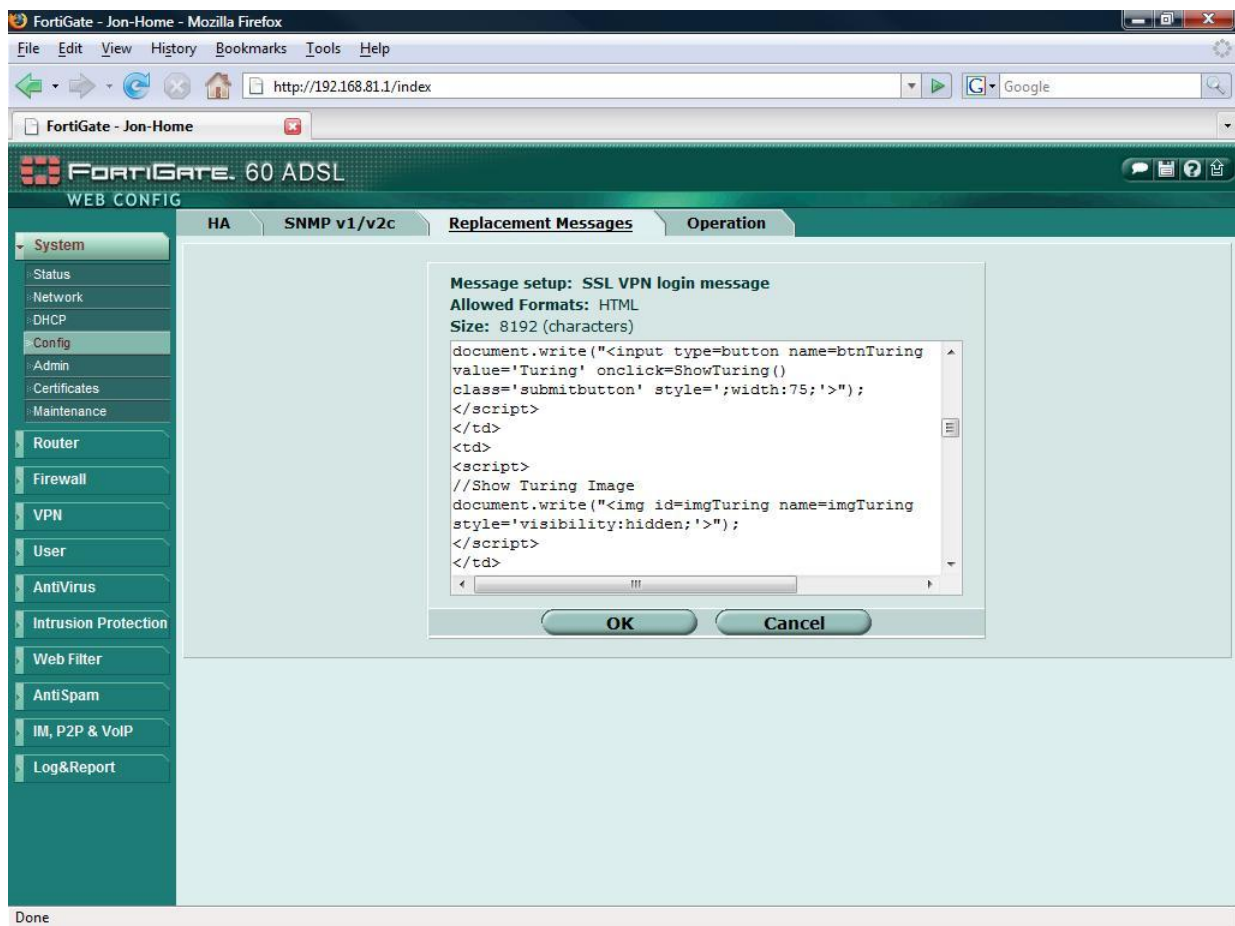 FortiGate - Jon-Home - Mozilla Firefox
File Edit View History Bookmarks Tools Help
http://192.168.81.1/index
G Google
FortiGate - Jon-Home
FORTIGATE. 60 ADSL
WEB CONFIG
HA SNMP v1/v2c Replacement Messages Operation
System
Status
Network
DHCP
Config
Admin
Certificates
Maintenance
Router
Firewall
VPN
User
AntiVirus
Intrusion Protection
Web Filter
AntiSpam
IM, P2P & VoIP
Log&Report
Message setup: SSL VPN login message
Allowed Formats: HTML
Size: 8192 (characters)
document.write("<input type=button name=btnTuring
value='Turing' onclick=ShowTuring()
class='submitbutton' style=';width:75;'>");
</script>
</td>
<td>
<script>
//Show Turing Image
document.write("<img id=imgTuring name=imgTuring
style='visibility:hidden;'>");
</script>
</td>
OK Cancel
Done